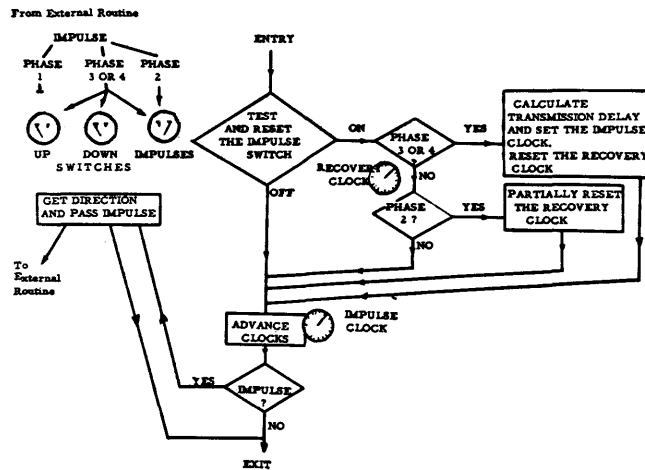 From External Routine
IMPULSE
PHASE 1
PHASE 3 OR 4
PHASE 2
UP
DOWN
IMPULSES
SWITCHES
ENTRY
TEST
AND RESET
THE IMPULSE
SWITCH
ON
OFF
PHASE
3 OR 4
?
YES
NO
CALCULATE
TRANSMISSION DELAY
AND SET THE IMPULSE
CLOCK.
RESET THE RECOVERY
CLOCK
RECOVERY
CLOCK
PHASE
2 ?
YES
NO
PARTIALLY RESET
THE RECOVERY
CLOCK
GET DIRECTION
AND PASS IMPULSE
To
External
Routine
ADVANCE
CLOCKS
IMPULSE
CLOCK
IMPULSE
?
YES
NO
EXIT